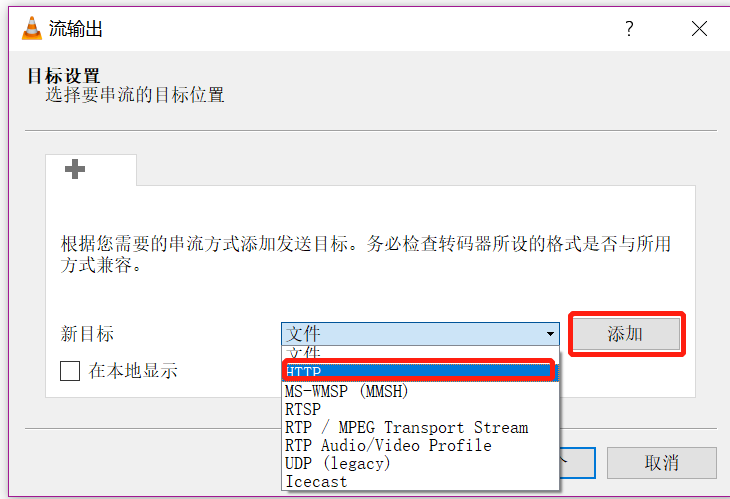 流输出
?
目标设置
选择要串流的目标位置
根据您需要的串流方式添加发送目标。务必检查转码器所设的格式是否与所用
方式兼容。
新目标
文件
添加
文件
HTTP
在本地显示
MS-WMSP (MMSH)
RTSP
RTP / MPEG Transport Stream
RTP Audio/Video Profile
UDP (legacy)
Icecast
个
取消